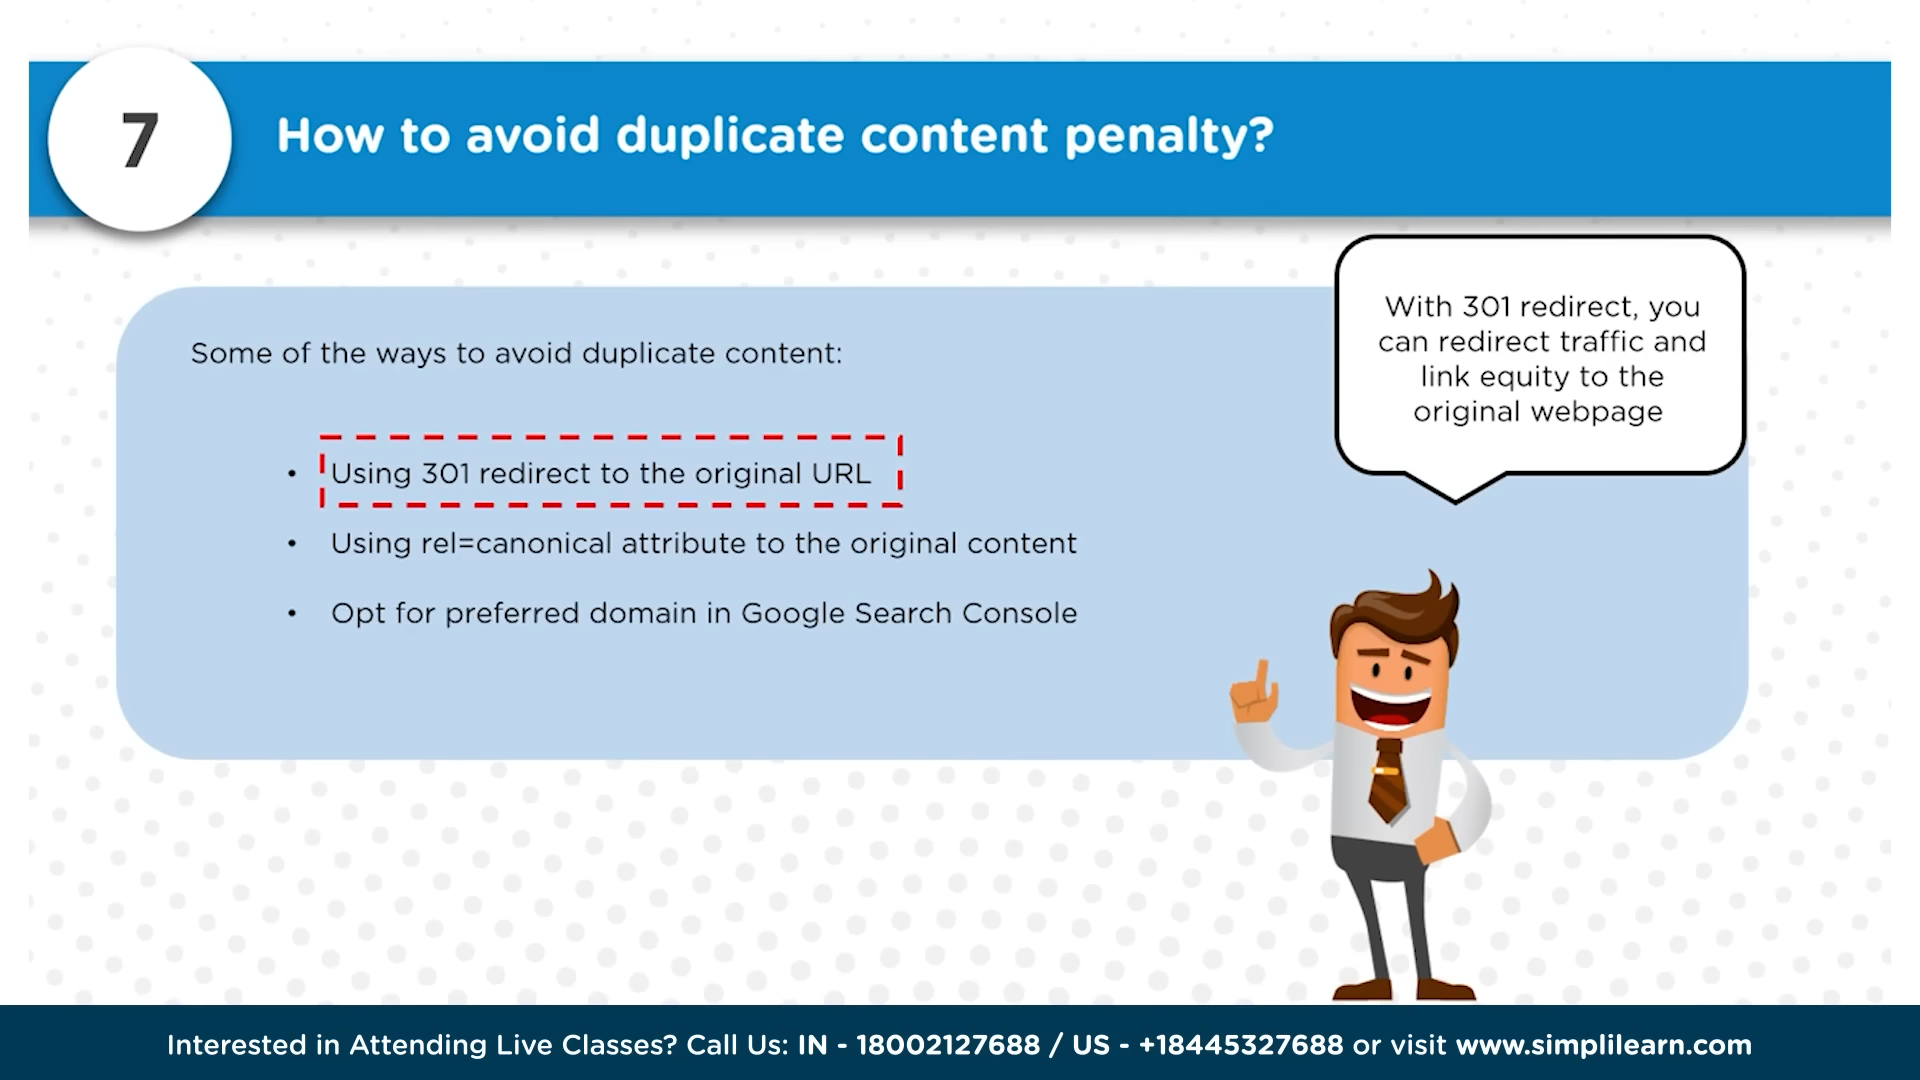 7
How to avoid duplicate content penalty?
With 301 redirect, you
can redirect traffic and
link equity to the
original webpage
Some of the ways to avoid duplicate content:
• Using 301 redirect to the original URL
• Using rel=canonical attribute to the original content
• Opt for preferred domain in Google Search Console
Interested in Attending Live Classes? Call Us: IN - 18002127688 / US - +18445327688 or visit www.simplilearn.com